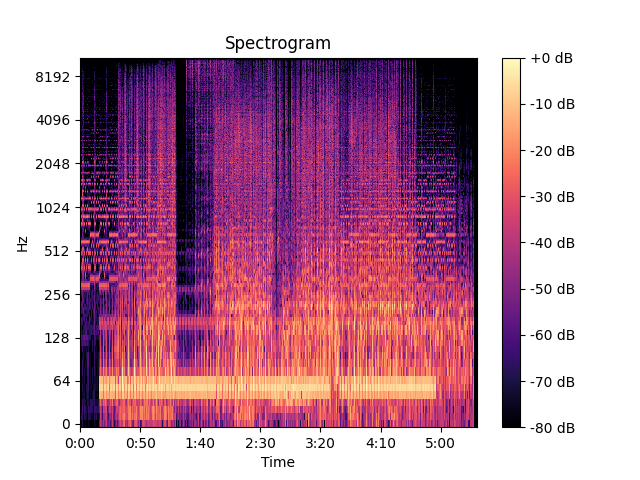 Spectrogram
Hz
8192
4096
2048
1024
512
256
128
64
0
0:00 0:50 1:40 2:30 3:20 4:10 5:00
Time
+0 dB
-10 dB
-20 dB
-30 dB
-40 dB
-50 dB
-60 dB
-70 dB
-80 dB